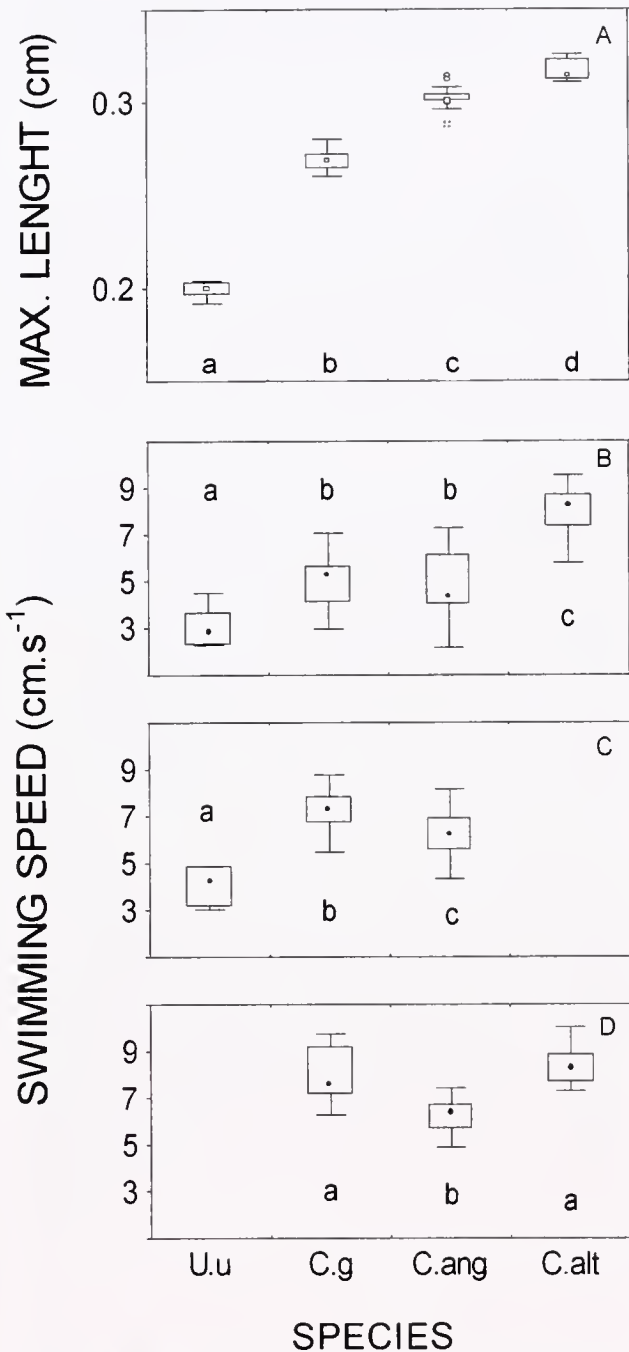 MAX. LENGHT (cm)
A
0.3
0.2
a b c d
SWIMMING SPEED (cm.s⁻¹)
B
9
7
5
3
a b b c
C
9
7
5
3
a b c
D
9
7
5
3
a b a
U.u C.g C.ang C.alt
SPECIES